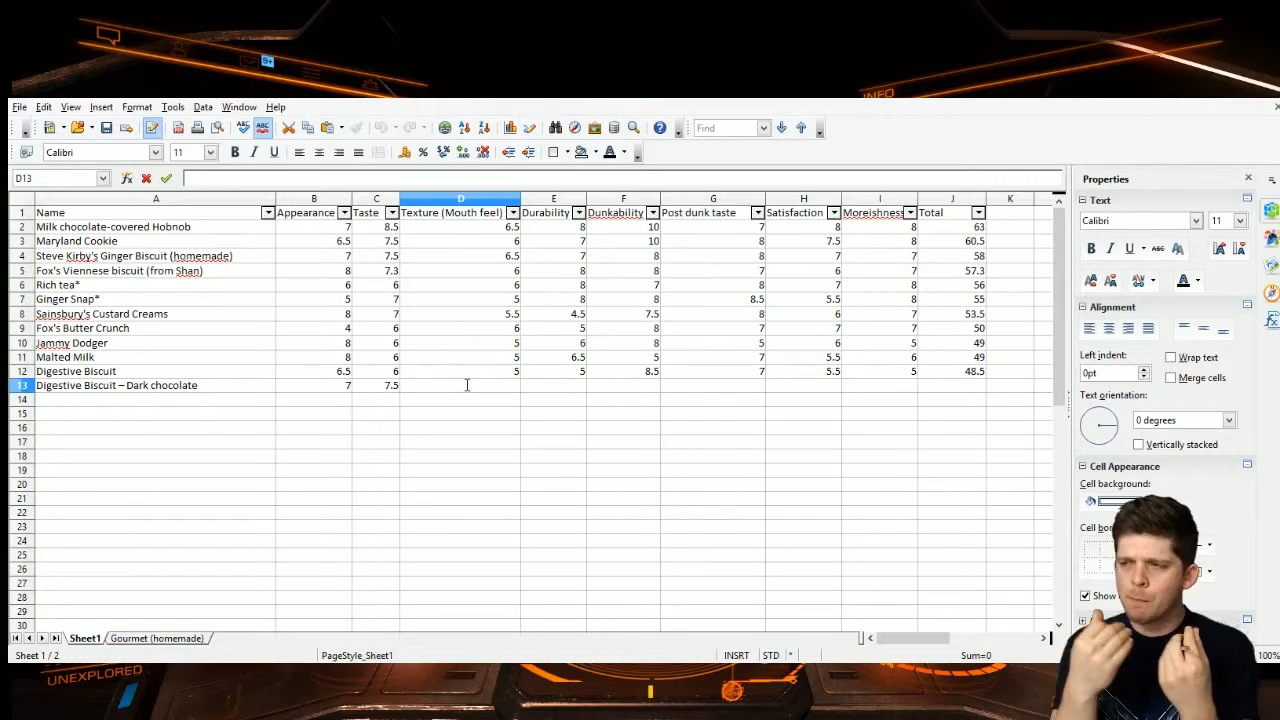 9+
INFO
File Edit View Insert Format Tools Data Window Help
Find
Calibri 11
D13
Properties
A B C D E F G H I J K
1 Name Appearance Taste Texture (Mouth feel) Durability Dunkability Post dunk taste Satisfaction Moreishness Total
2 Milk chocolate-covered Hobnob 7 8.5 6.5 8 10 7 8 8 63
3 Maryland Cookie 6.5 7.5 6 7 10 8 7.5 8 60.5
4 Steve Kirby's Ginger Biscuit (homemade) 7 7.5 6.5 7 8 8 7 7 58
5 Fox's Viennese biscuit (from Shan) 8 7.3 6 8 8 7 6 7 57.3
6 Rich tea* 6 6 6 8 7 8 7 8 56
7 Ginger Snap* 5 7 5 8 8 8.5 5.5 8 55
8 Sainsbury's Custard Creams 8 7 5.5 4.5 7.5 8 6 7 53.5
9 Fox's Butter Crunch 4 6 6 5 8 7 7 7 50
10 Jammy Dodger 8 6 5 6 8 5 6 5 49
11 Malted Milk 8 6 5 6.5 5 7 5.5 6 49
12 Digestive Biscuit 6.5 6 5 5 8.5 7 5.5 5 48.5
13 Digestive Biscuit – Dark chocolate 7 7.5
14
15
16
17
18
19
20
21
22
23
24
25
26
27
28
29
30
Text
Calibri 11
Alignment
Left indent:
0pt
Wrap text
Merge cells
Text orientation:
0 degrees
Vertically stacked
Cell Appearance
Cell background:
Cell bor
Show
Sheet1 Gourmet (homemade)
Sheet 1 / 2 PageStyle_Sheet1 INSRT STD * Sum=0 100%
UNEXPLORED